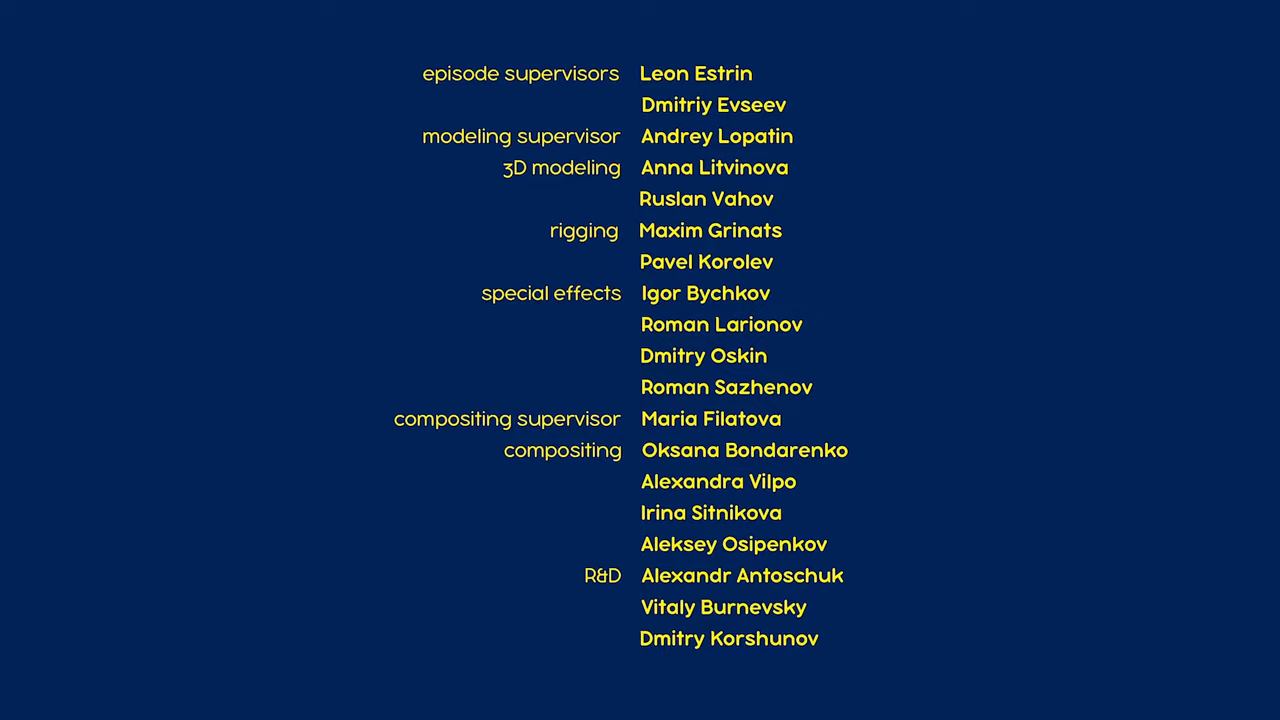 episode supervisors Leon Estrin
Dmitriy Evseev
modeling supervisor Andrey Lopatin
3D modeling Anna Litvinova
Ruslan Vahov
rigging Maxim Grinats
Pavel Korolev
special effects Igor Bychkov
Roman Larionov
Dmitry Oskin
Roman Sazhenov
compositing supervisor Maria Filatova
compositing Oksana Bondarenko
Alexandra Vilpo
Irina Sitnikova
Aleksey Osipenkov
R&D Alexandr Antoschuk
Vitaly Burnevsky
Dmitry Korshunov